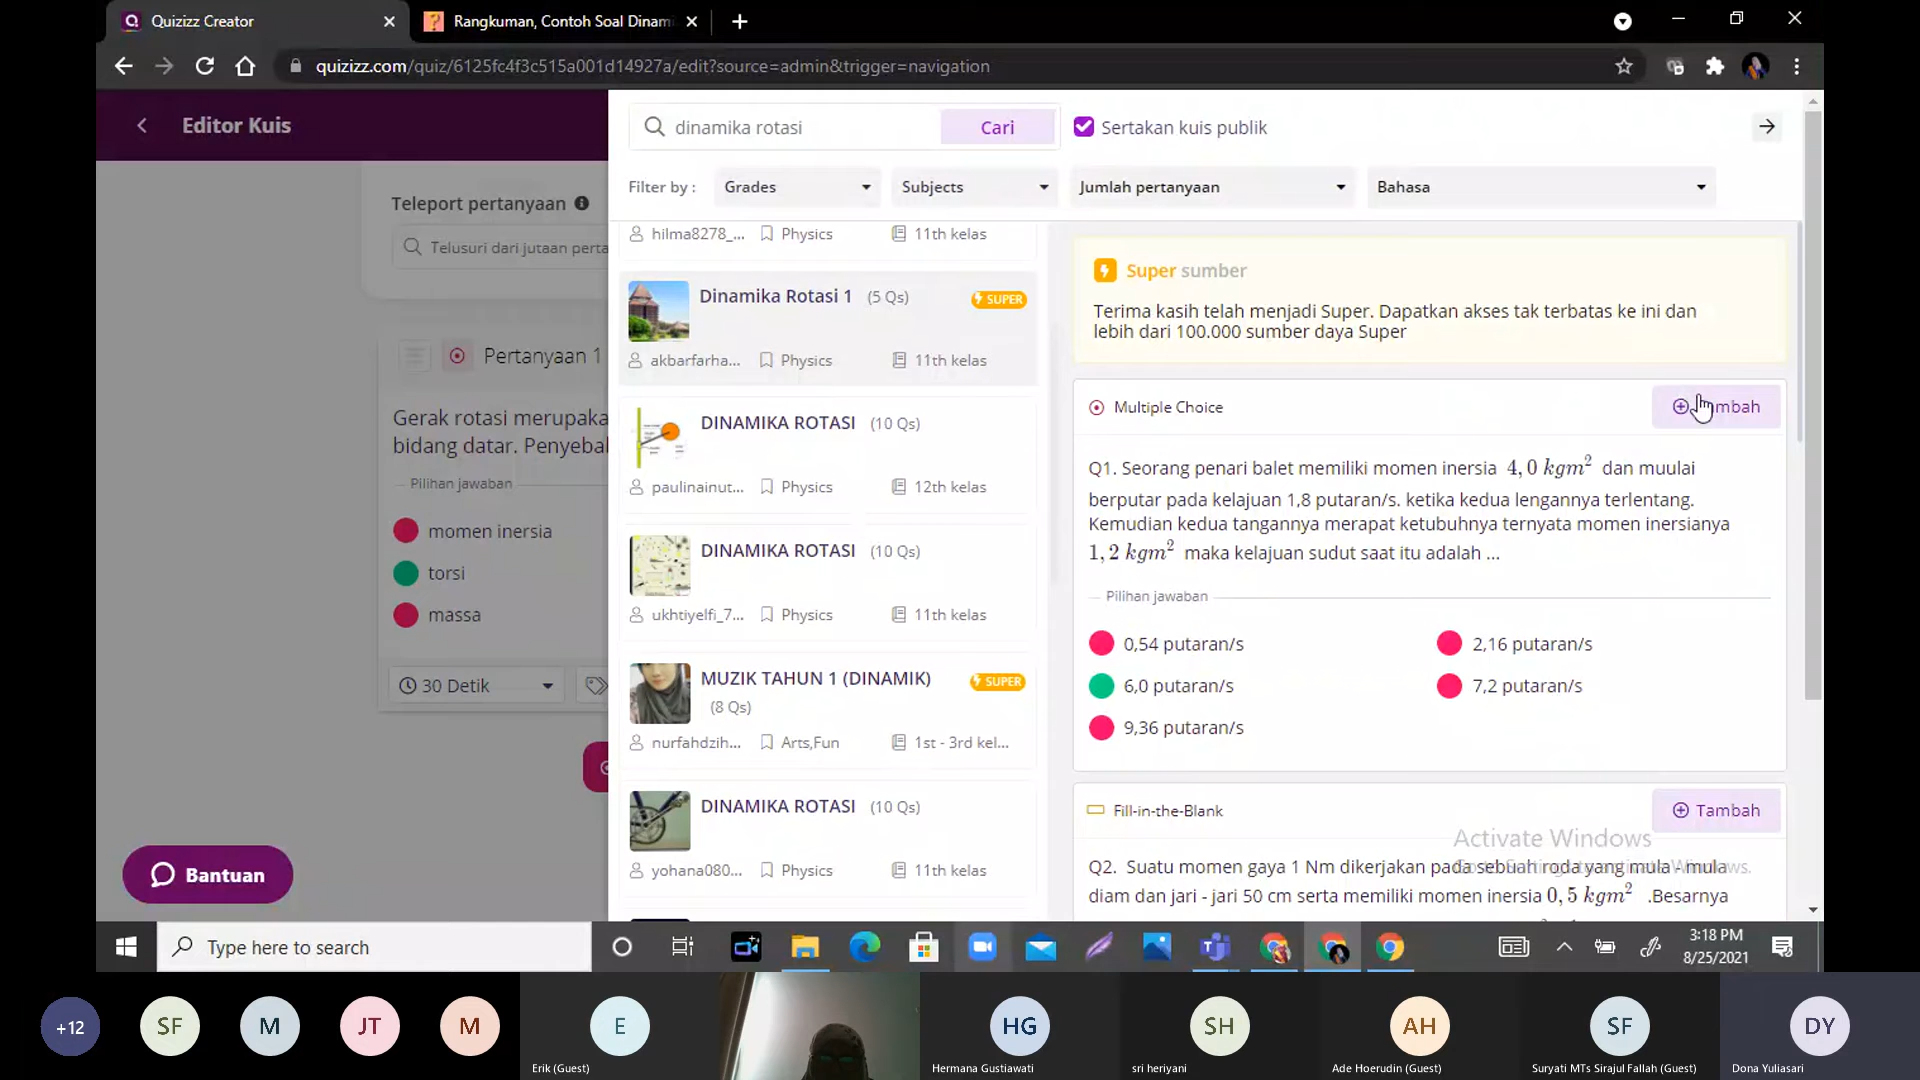 Quizizz Creator
Rangkuman, Contoh Soal Dinam
quizizz.com/quiz/6125fc4f3c515a001d14927a/edit?source=admin&trigger=navigation
Editor Kuis
dinamika rotasi
Cari
Sertakan kuis publik
Filter by :
Grades
Subjects
Jumlah pertanyaan
Bahasa
Teleport pertanyaan
Telusuri dari jutaan perta
Pertanyaan 1
Gerak rotasi merupaka
bidang datar. Penyebal
Pilihan jawaban
momen inersia
torsi
massa
30 Detik
Bantuan
hilma8278_... Physics 11th kelas
Dinamika Rotasi 1 (5 Qs) SUPER
akbarfarha... Physics 11th kelas
DINAMIKA ROTASI (10 Qs)
paulinainut... Physics 12th kelas
DINAMIKA ROTASI (10 Qs)
ukhtiyelfi_7... Physics 11th kelas
MUZIK TAHUN 1 (DINAMIK) SUPER
(8 Qs)
nurfahdzih... Arts,Fun 1st - 3rd kel...
DINAMIKA ROTASI (10 Qs)
yohana080... Physics 11th kelas
Super sumber
Terima kasih telah menjadi Super. Dapatkan akses tak terbatas ke ini dan
lebih dari 100.000 sumber daya Super
Multiple Choice
Q1. Seorang penari balet memiliki momen inersia 4,0 kgm² dan muulai
berputar pada kelajuan 1,8 putaran/s. ketika kedua lengannya terlentang.
Kemudian kedua tangannya merapat ketubuhnya ternyata momen inersianya
1,2 kgm² maka kelajuan sudut saat itu adalah ...
Pilihan jawaban
0,54 putaran/s 2,16 putaran/s
6,0 putaran/s 7,2 putaran/s
9,36 putaran/s
Fill-in-the-Blank
Tambah
Activate Windows
Q2. Suatu momen gaya 1 Nm dikerjakan pada sebuah roda yang mula - mula
diam dan jari - jari 50 cm serta memiliki momen inersia 0,5 kgm² .Besarnya
Type here to search
3:18 PM
8/25/2021
+12
SF
M
JT
M
E
HG
SH
AH
SF
DY
Erik (Guest)
Hermana Gustiawati
sri heriyani
Ade Hoerudin (Guest)
Suryati MTs Sirajul Fallah (Guest)
Dona Yuliasari